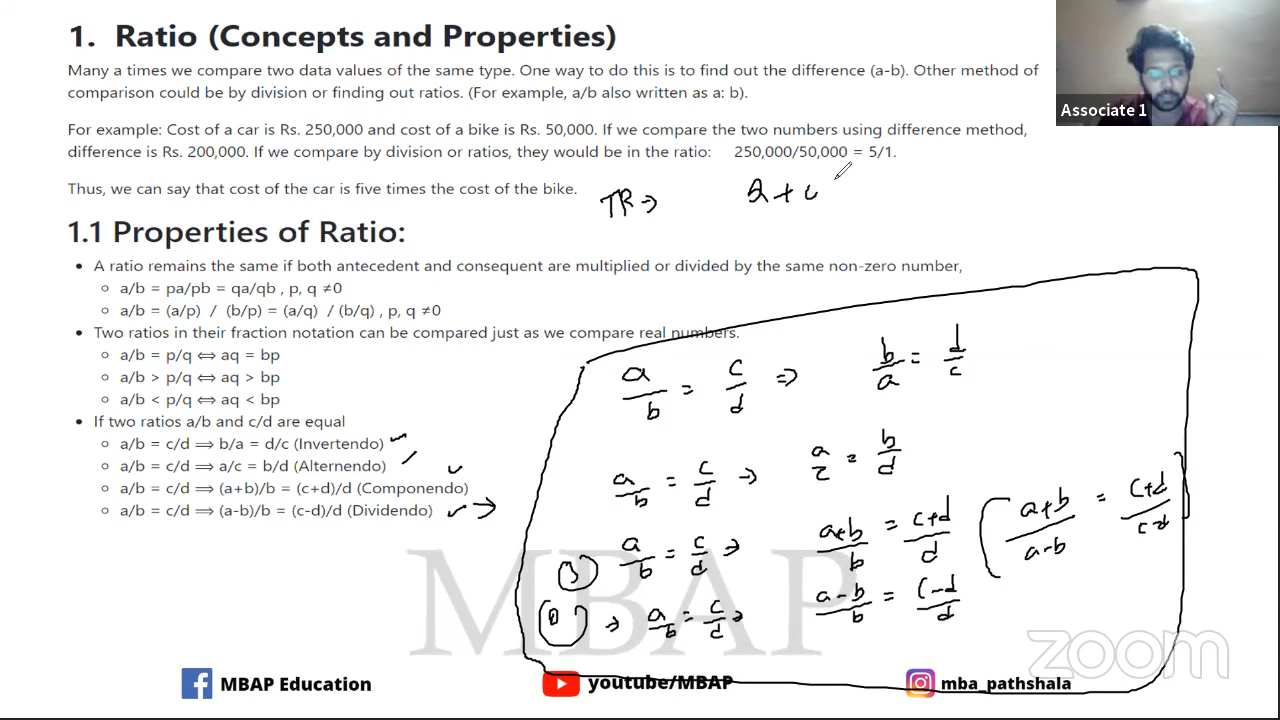 1. Ratio (Concepts and Properties)
Many a times we compare two data values of the same type. One way to do this is to find out the difference (a-b). Other method of
comparison could be by division or finding out ratios. (For example, a/b also written as a: b).
Associate 1
For example: Cost of a car is Rs. 250,000 and cost of a bike is Rs. 50,000. If we compare the two numbers using difference method,
difference is Rs. 200,000. If we compare by division or ratios, they would be in the ratio: 250,000/50,000 = 5/1.
Thus, we can say that cost of the car is five times the cost of the bike.
TR ⇒
1.1 Properties of Ratio:
• A ratio remains the same if both antecedent and consequent are multiplied or divided by the same non-zero number,
○ a/b = pa/pb = qa/qb , p, q ≠0
○ a/b = (a/p) / (b/p) = (a/q) / (b/q) , p, q ≠0
• Two ratios in their fraction notation can be compared just as we compare real numbers.
○ a/b = p/q ⇔ aq = bp
○ a/b > p/q ⇔ aq > bp
○ a/b < p/q ⇔ aq < bp
• If two ratios a/b and c/d are equal
○ a/b = c/d ⟹ b/a = d/c (Invertendo)
○ a/b = c/d ⟹ a/c = b/d (Alternendo)
○ a/b = c/d ⟹ (a+b)/b = (c+d)/d (Componendo)
○ a/b = c/d ⟹ (a-b)/b = (c-d)/d (Dividendo)
a/b = c/d ⇒ b/a = d/c
a/b = c/d ⇒ a/c = b/d
a/b = c/d ⇒ (a+b)/b = (c+d)/d (a+b)/(a-b) = (c+d)/(c-d)
a/b = c/d ⇒ (a-b)/b = (c-d)/d
MBAP
zoom
MBAP Education
youtube/MBAP
mba_pathshala